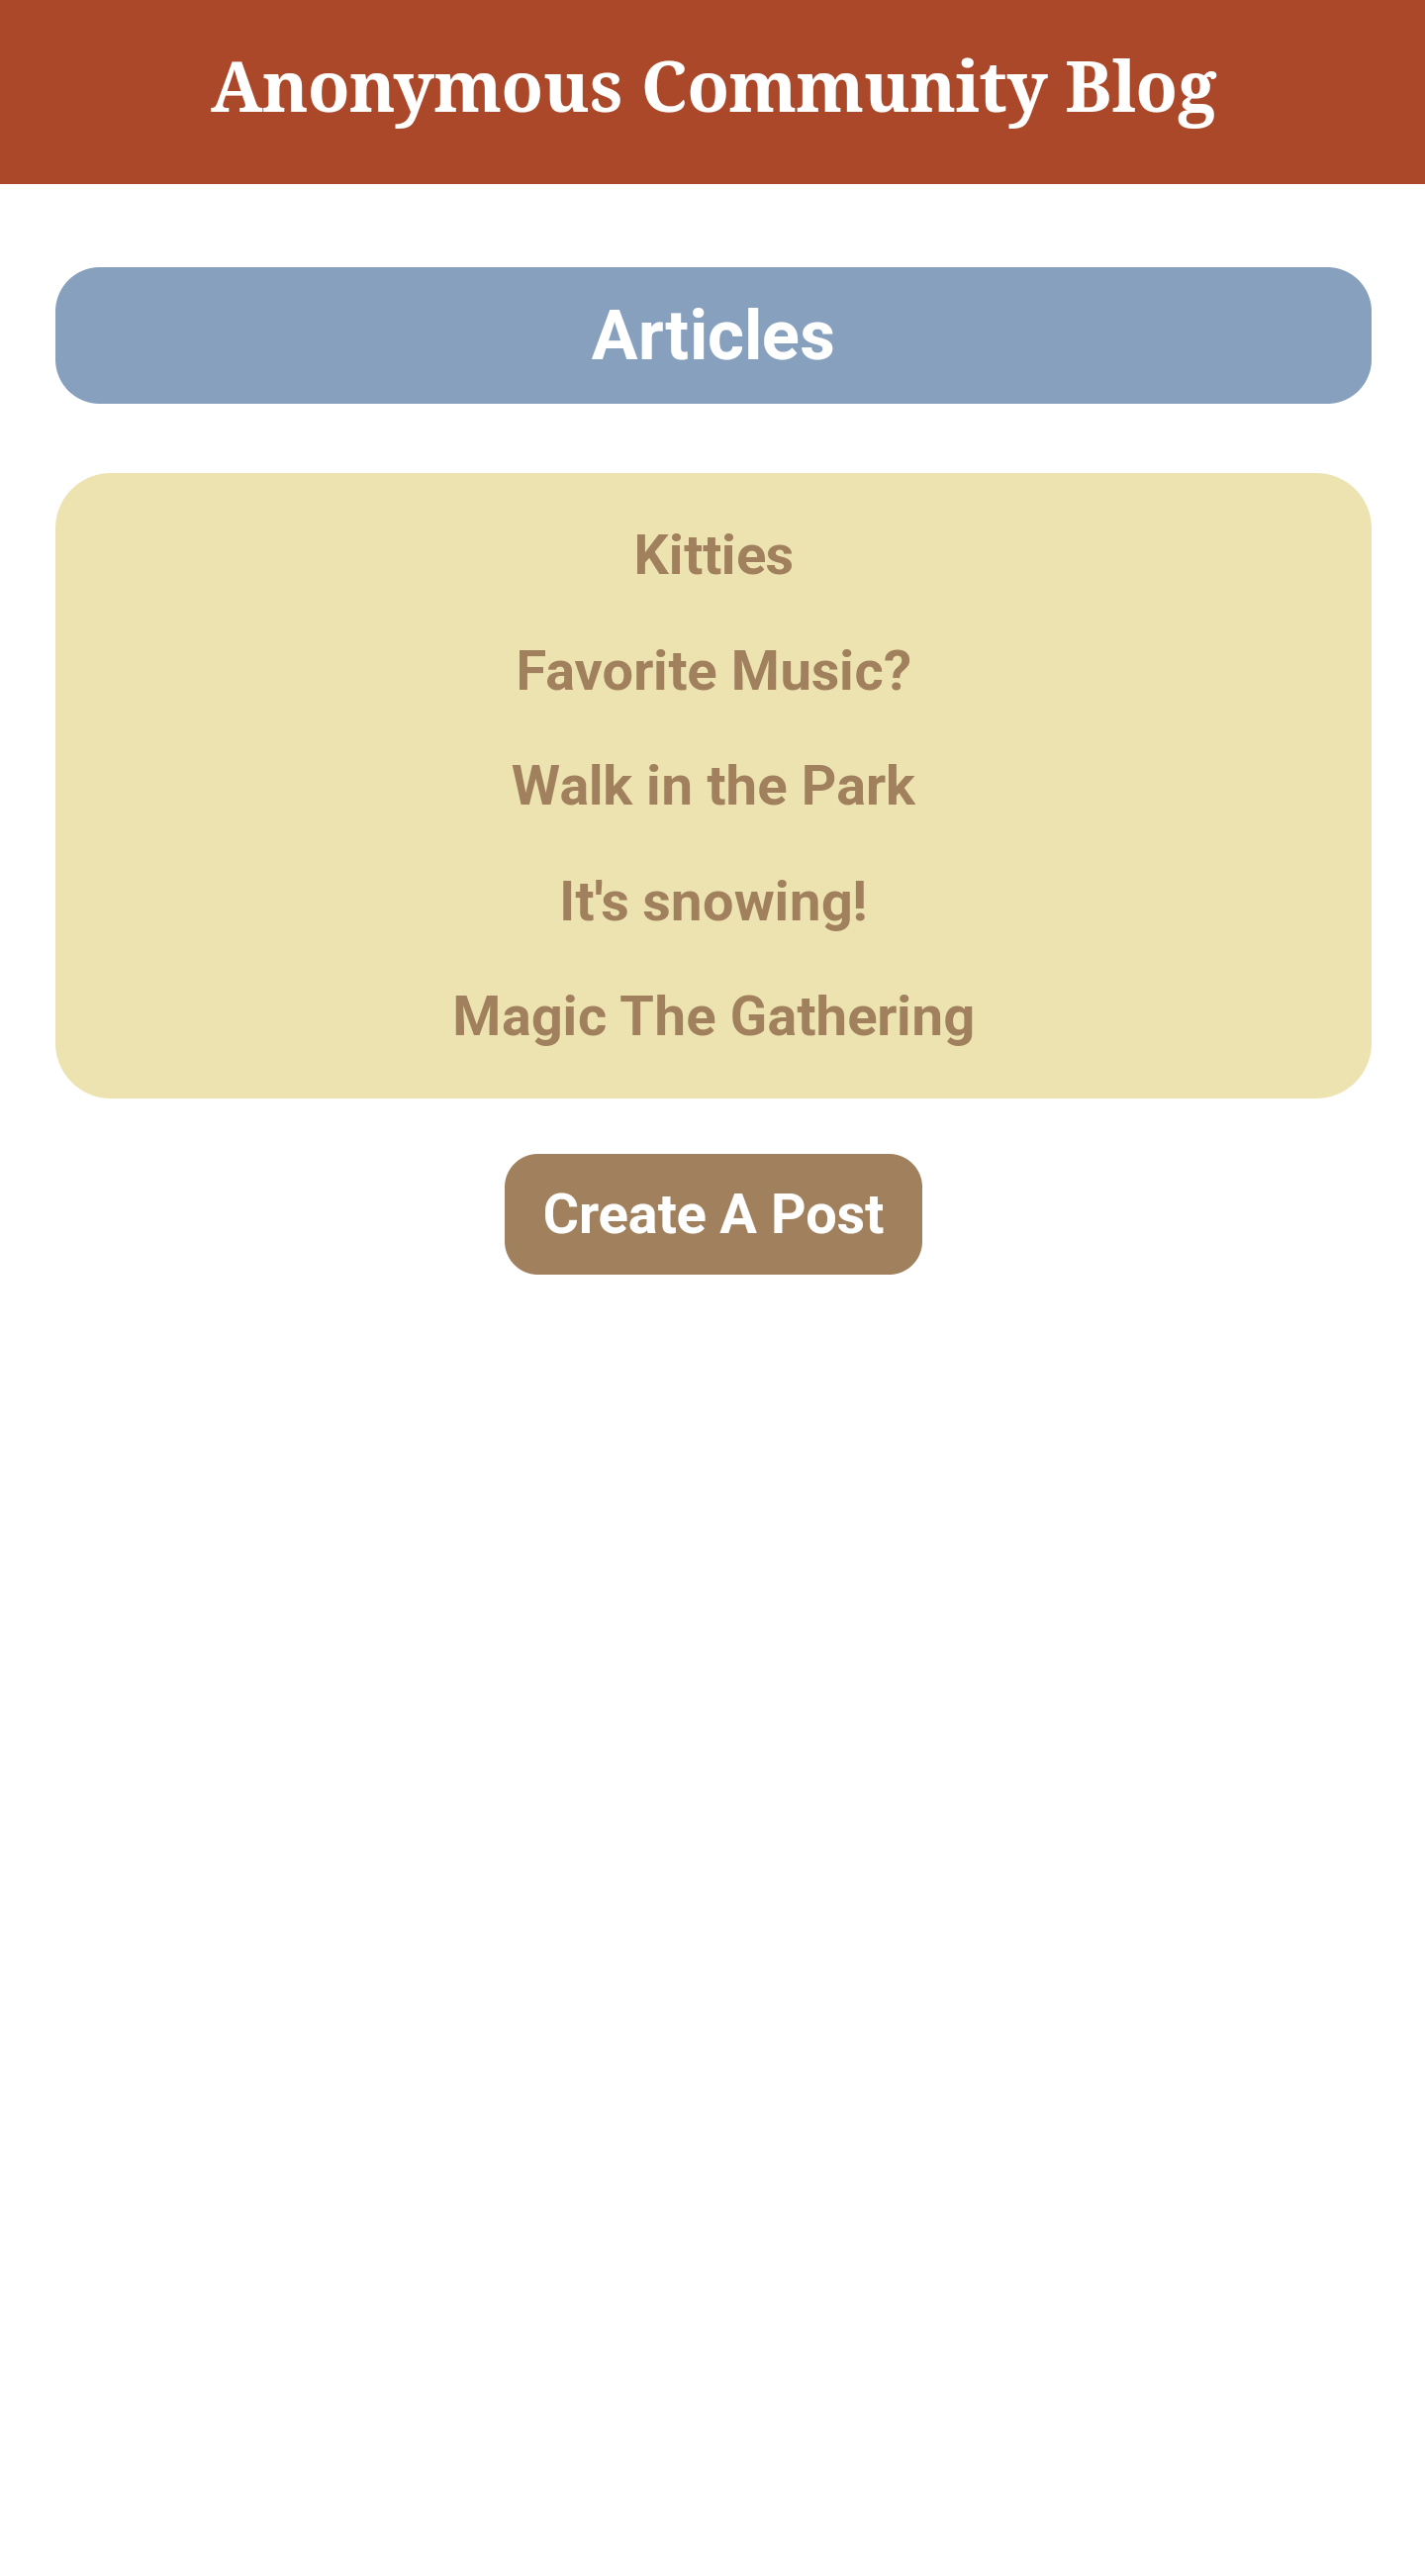 Anonymous Community Blog
Articles
Kitties
Favorite Music?
Walk in the Park
It's snowing!
Magic The Gathering
Create A Post